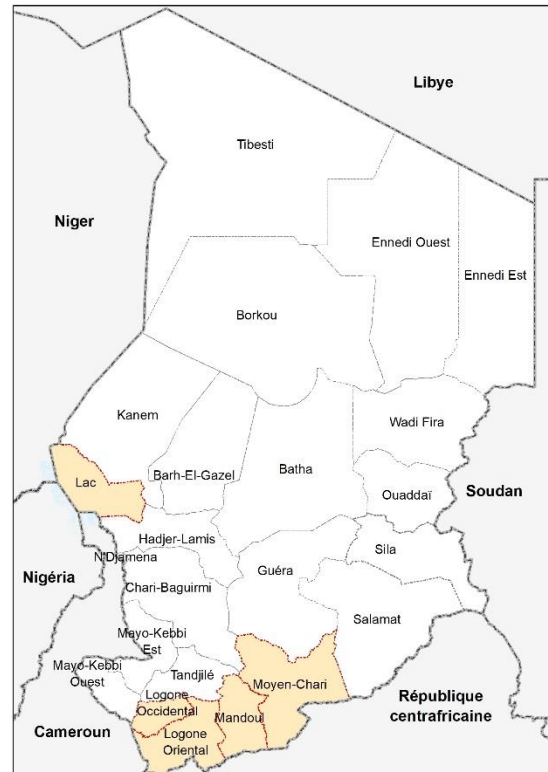 Libye
Tibesti
Niger
Ennedi Ouest
Ennedi Est
Borkou
Kanem
Wadi Fira
Barh-El-Gazel
Batha
Lac
Ouaddaï
Soudan
Hadjer-Lamis
N'Djamena
Sila
Nigéria
Chari-Baguirmi
Guéra
Salamat
Mayo-Kebbi
Est
Mayo-Kebbi
Ouest
Tandjilé
Moyen-Chari
Logone
Occidental
Mandoul
République
centrafricaine
Cameroun
Logone
Oriental